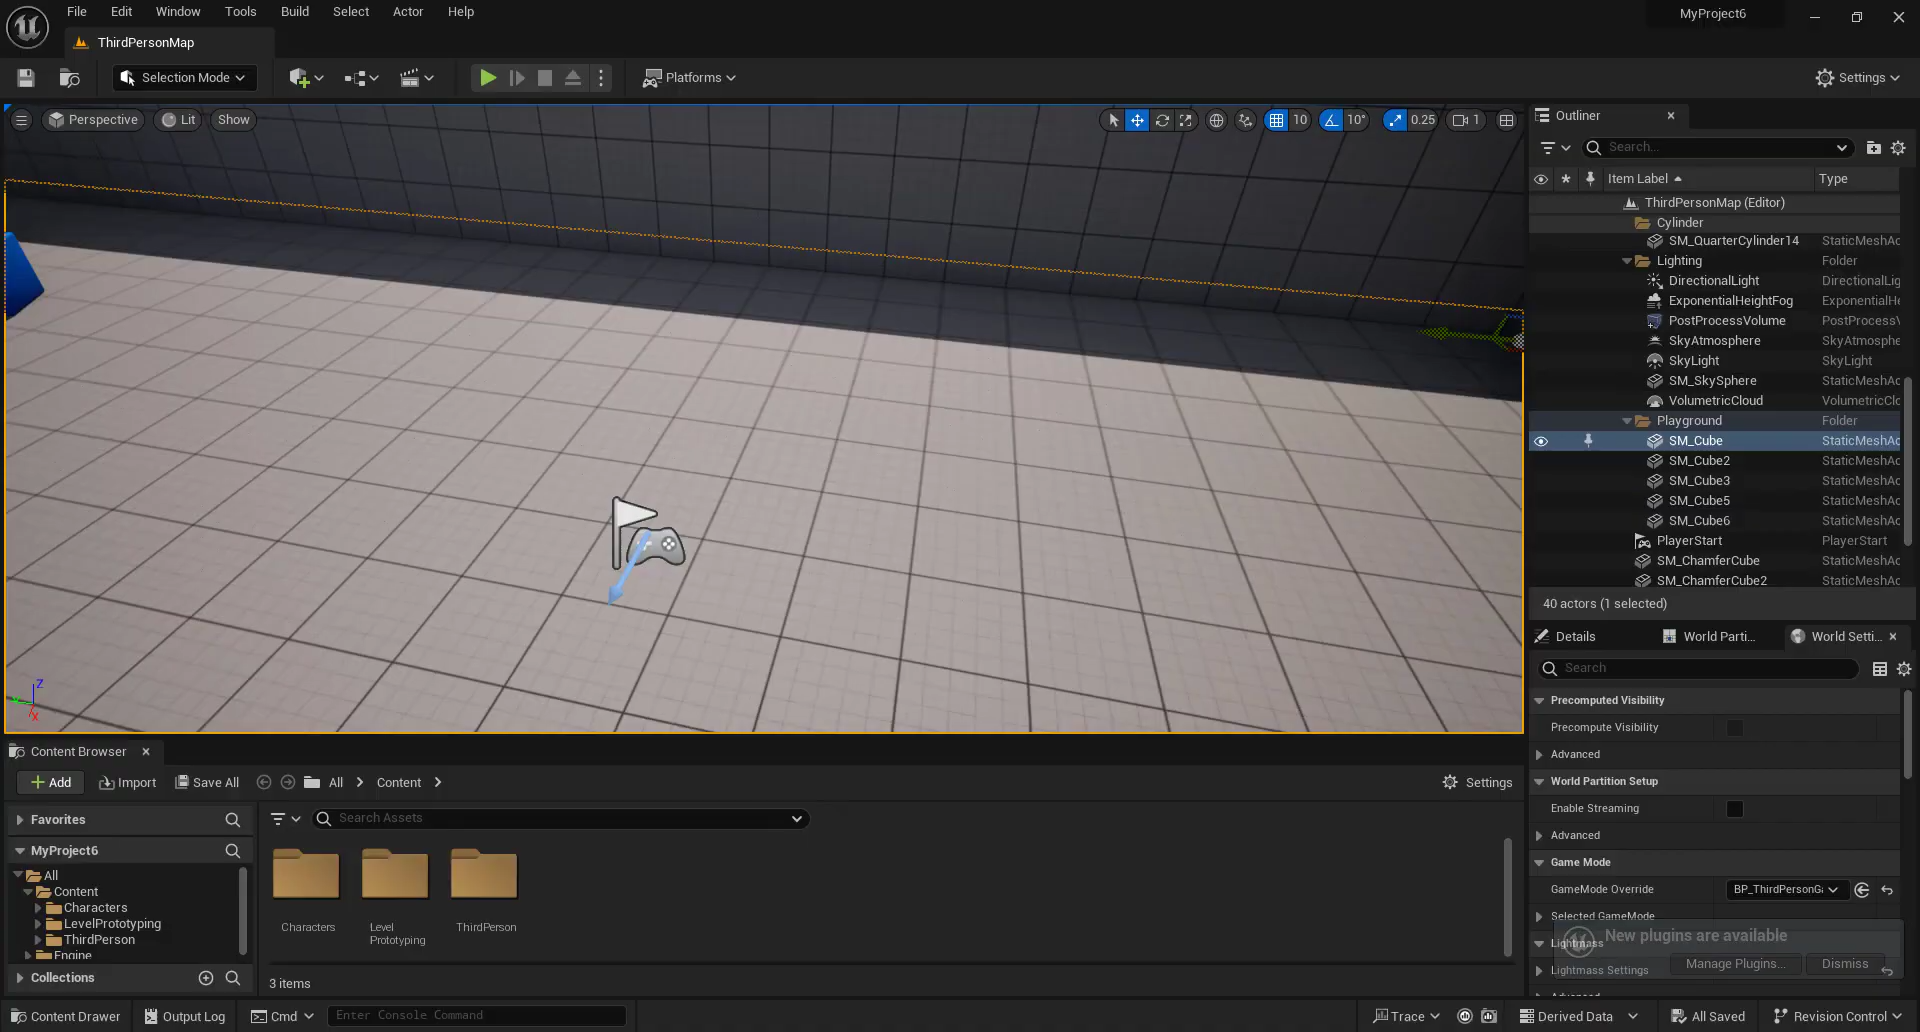 File Edit Window Tools Build Select Actor Help
MyProject6
ThirdPersonMap
Selection Mode
Platforms
Settings
Perspective Lit Show
10 10° 0.25 1
Outliner
Search...
Item Label Type
ThirdPersonMap (Editor)
Cylinder
SM_QuarterCylinder14 StaticMeshAc
Lighting Folder
DirectionalLight DirectionalLig
ExponentialHeightFog ExponentialHe
PostProcessVolume PostProcessV
SkyAtmosphere SkyAtmosphe
SkyLight SkyLight
SM_SkySphere StaticMeshAc
VolumetricCloud VolumetricClo
Playground Folder
SM_Cube StaticMeshAc
SM_Cube2 StaticMeshAc
SM_Cube3 StaticMeshAc
SM_Cube5 StaticMeshAc
SM_Cube6 StaticMeshAc
PlayerStart PlayerStart
SM_ChamferCube StaticMeshAc
SM_ChamferCube2 StaticMeshAc
40 actors (1 selected)
Details World Parti... World Setti...
Search
Precomputed Visibility
Precompute Visibility
Advanced
World Partition Setup
Enable Streaming
Advanced
Game Mode
GameMode Override BP_ThirdPersonGa
Selected GameMode
Lightmass
New plugins are available
Lightmass Settings
Manage Plugins... Dismiss
Advanced
Z
X
Content Browser
Add Import Save All All Content Settings
Favorites
Search Assets
MyProject6
All
Content
Characters
LevelPrototyping
ThirdPerson
Engine
Collections
Characters
Level
Prototyping
ThirdPerson
3 items
Content Drawer Output Log Cmd Enter Console Command Trace Derived Data All Saved Revision Control